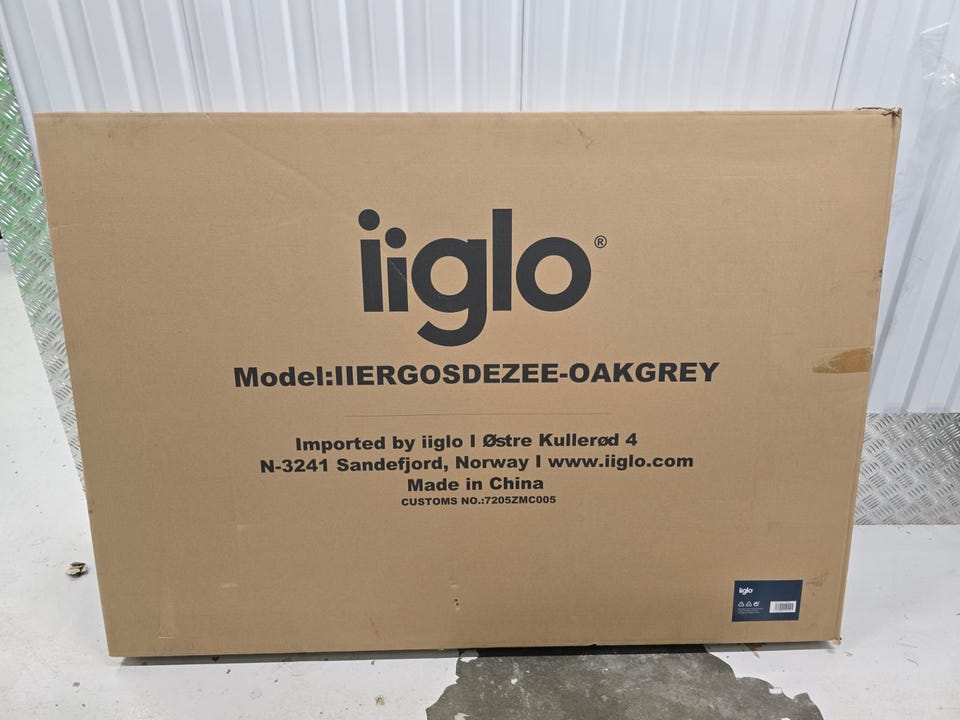 iiglo®
Model:IIERGOSDEZEE-OAKGREY
Imported by iiglo I Østre Kullerød 4
N-3241 Sandefjord, Norway I www.iiglo.com
Made in China
CUSTOMS NO.:7205ZMC005
iiglo